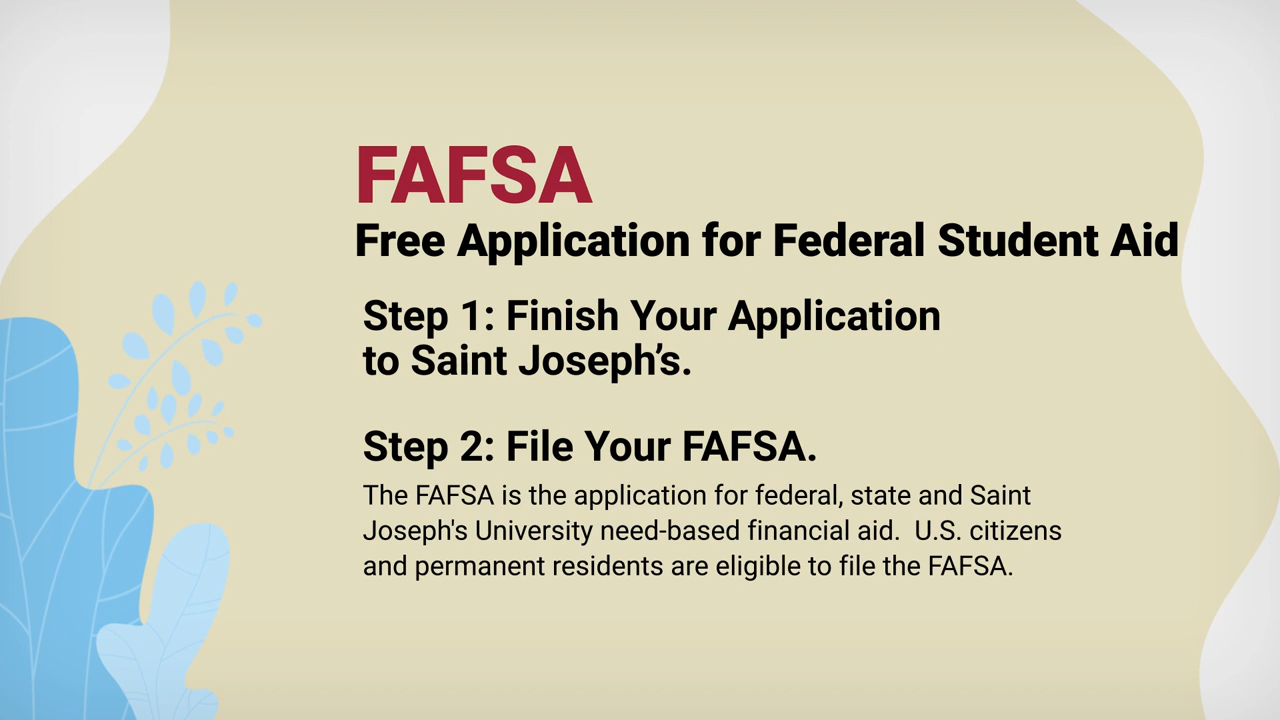 FAFSA
Free Application for Federal Student Aid
Step 1: Finish Your Application
to Saint Joseph’s.
Step 2: File Your FAFSA.
The FAFSA is the application for federal, state and Saint
Joseph's University need-based financial aid.  U.S. citizens
and permanent residents are eligible to file the FAFSA.